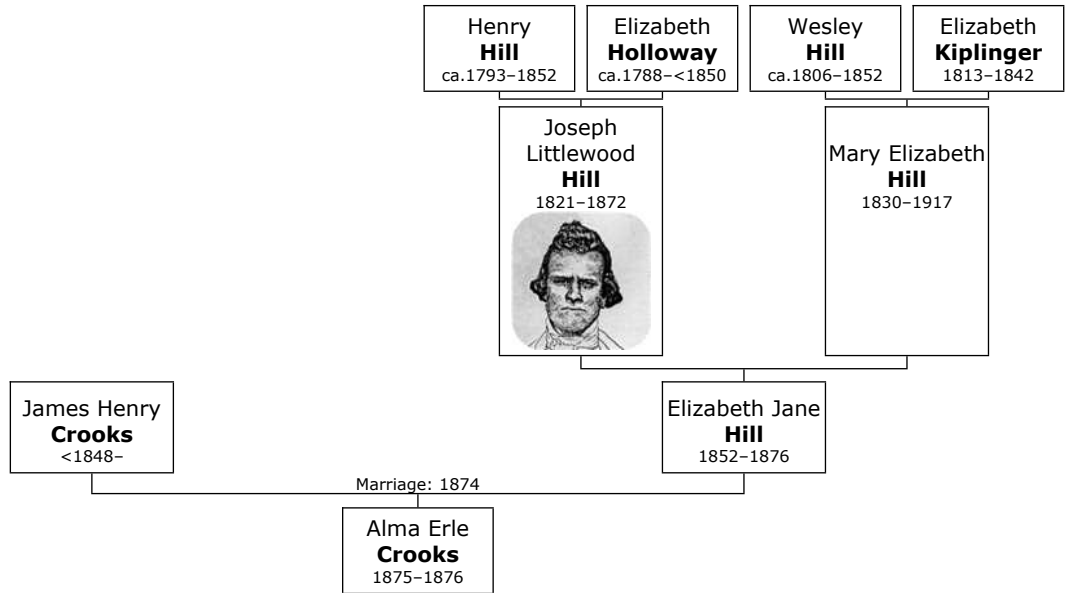 Henry
Hill
ca.1793–1852
Elizabeth
Holloway
ca.1788–<1850
Wesley
Hill
ca.1806–1852
Elizabeth
Kiplinger
1813–1842
Joseph
Littlewood
Hill
1821–1872
Mary Elizabeth
Hill
1830–1917
James Henry
Crooks
<1848–
Elizabeth Jane
Hill
1852–1876
Marriage: 1874
Alma Erle
Crooks
1875–1876